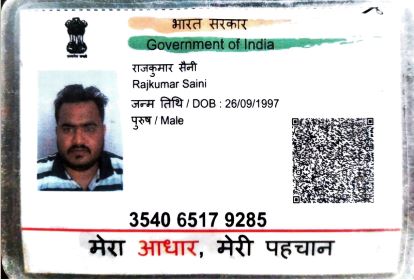 भारत सरकार
Government of India
राजकुमार सैनी
Rajkumar Saini
जन्म तिथि / DOB : 26/09/1997
पुरुष / Male
3540 6517 9285
मेरा आधार, मेरी पहचान